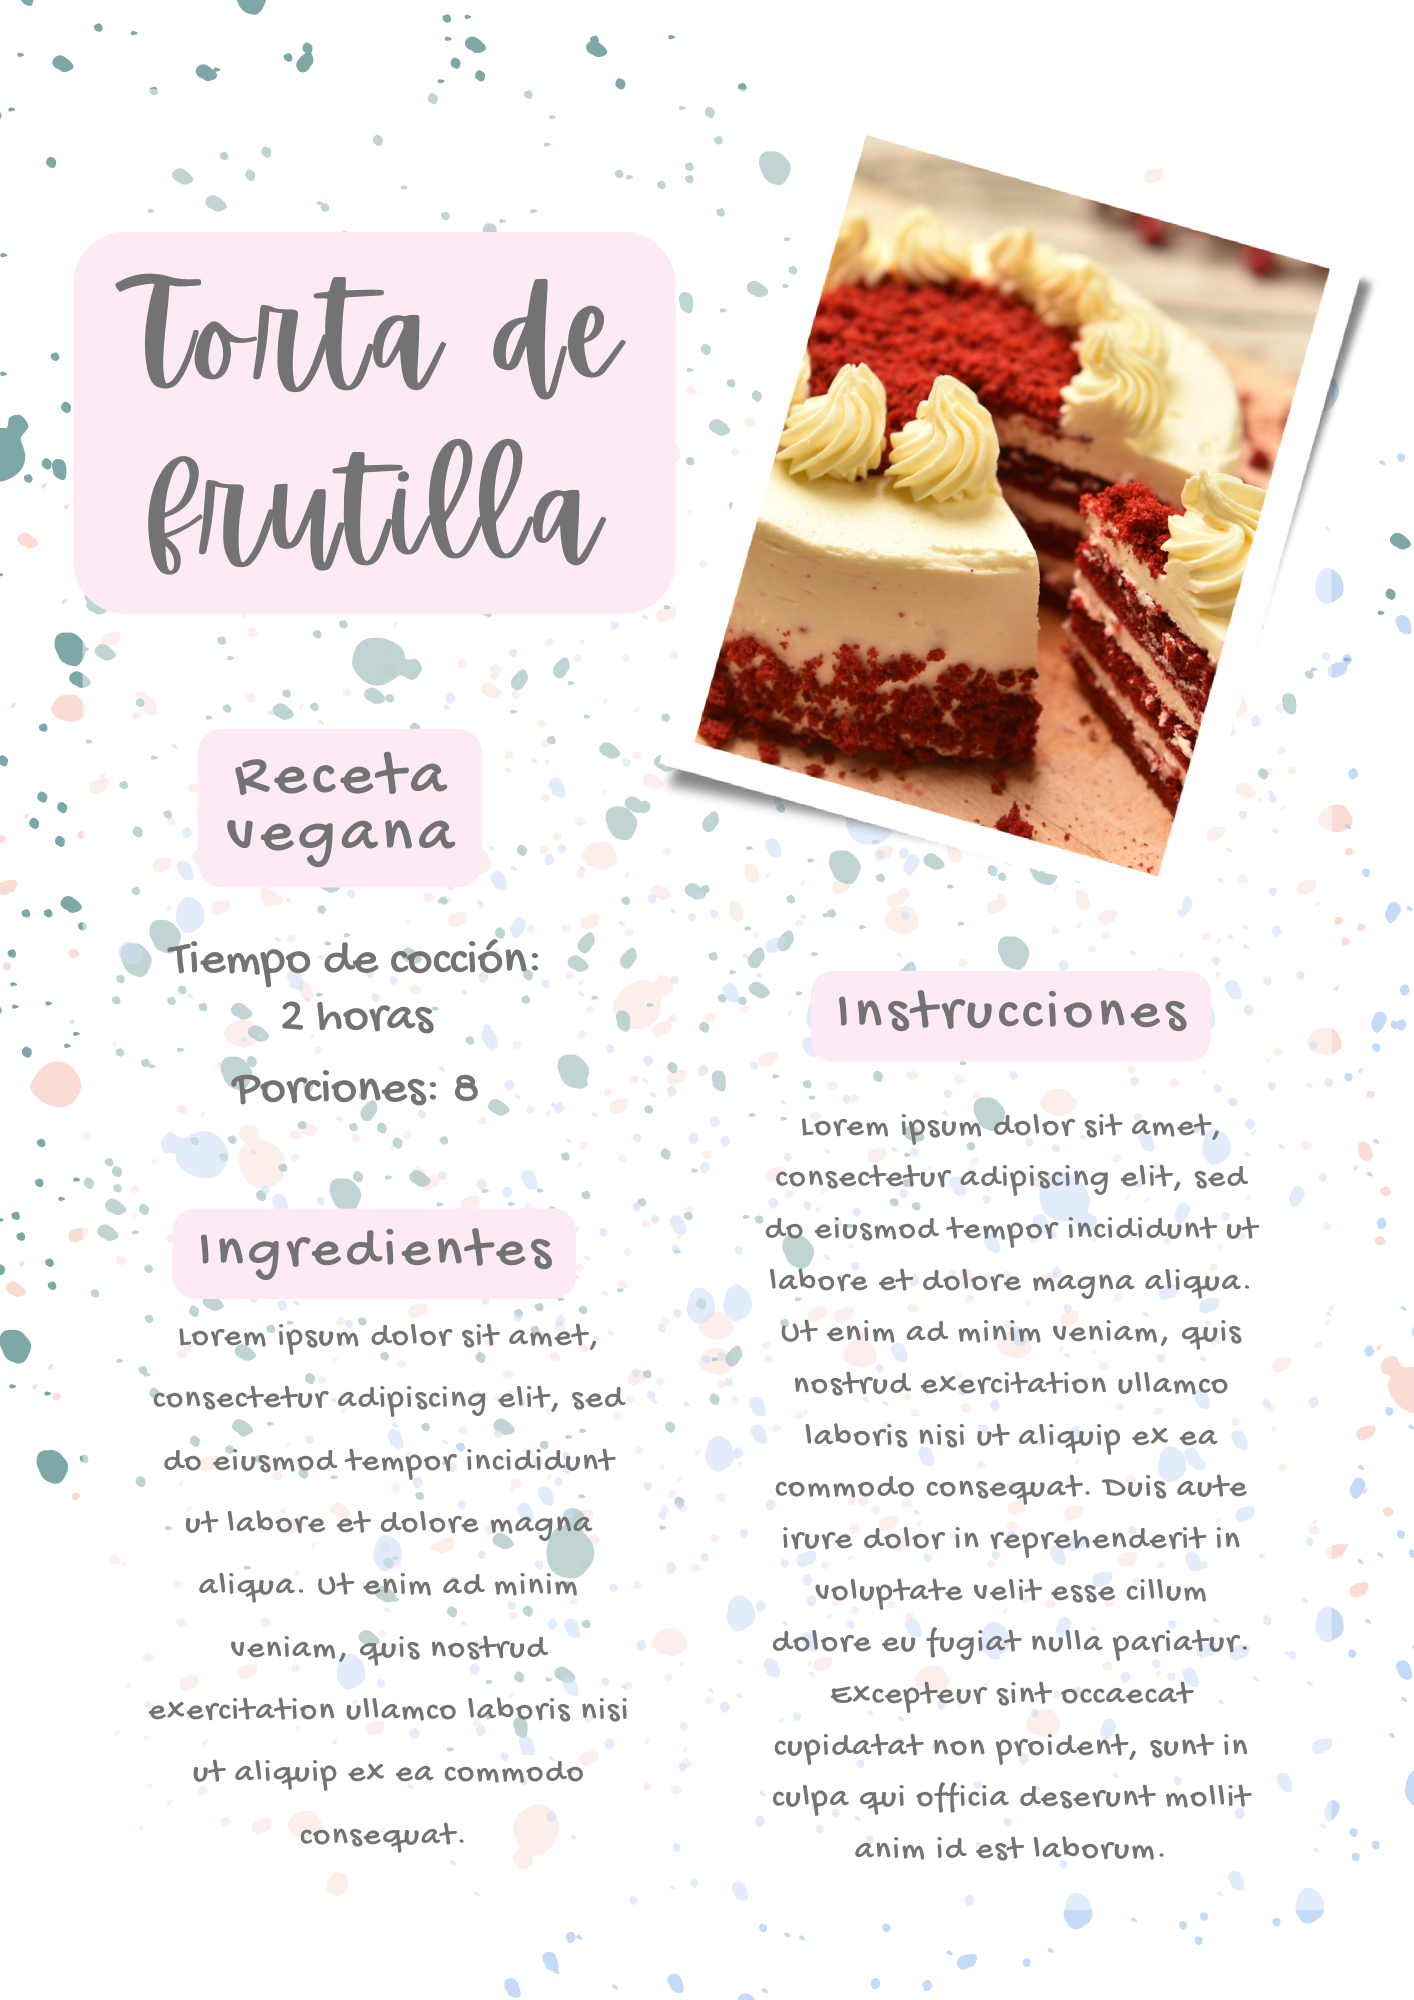 Torta de
frutilla
Receta
vegana
Tiempo de cocción:
2 horas
Porciones: 8
Ingredientes
Lorem ipsum dolor sit amet,
consectetur adipiscing elit, sed
do eiusmod tempor incididunt
ut labore et dolore magna
aliqua. Ut enim ad minim
veniam, quis nostrud
exercitation ullamco laboris nisi
ut aliquip ex ea commodo
consequat.
Instrucciones
Lorem ipsum dolor sit amet,
consectetur adipiscing elit, sed
do eiusmod tempor incididunt ut
labore et dolore magna aliqua.
Ut enim ad minim veniam, quis
nostrud exercitation ullamco
laboris nisi ut aliquip ex ea
commodo consequat. Duis aute
irure dolor in reprehenderit in
voluptate velit esse cillum
dolore eu fugiat nulla pariatur.
Excepteur sint occaecat
cupidatat non proident, sunt in
culpa qui officia deserunt mollit
anim id est laborum.